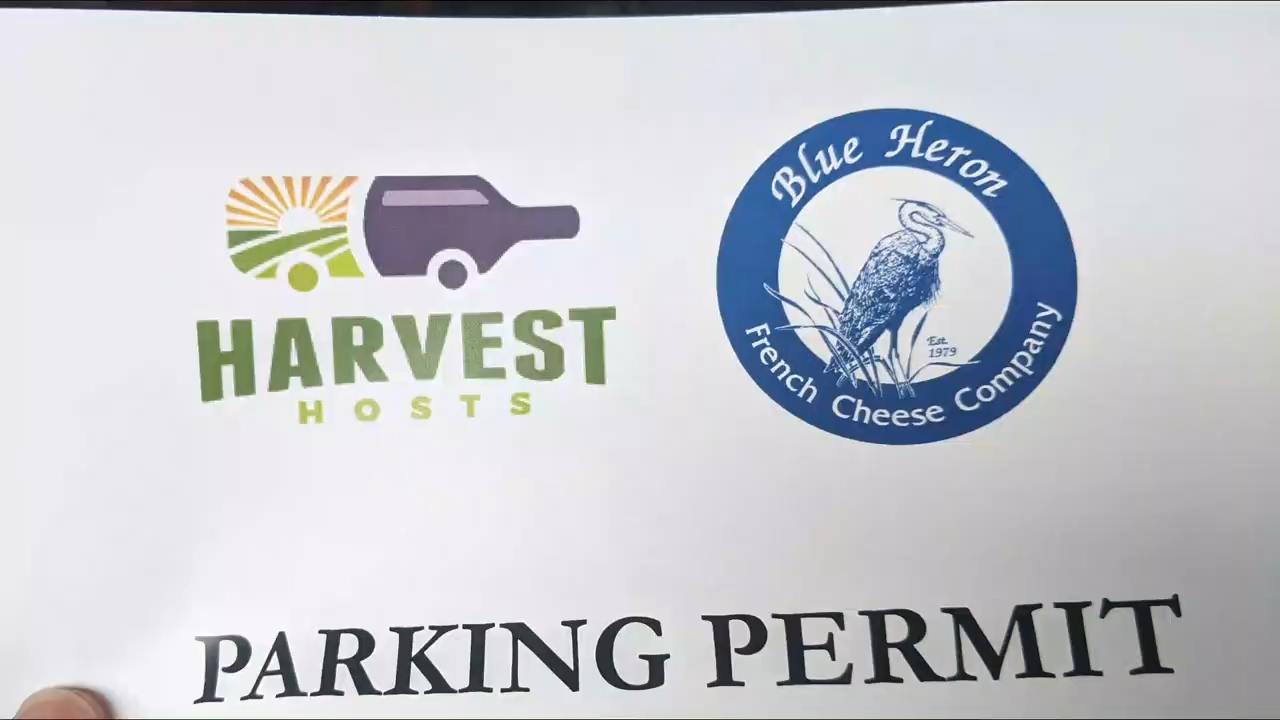 HARVEST
HOSTS
Blue Heron
Est.
1979
French Cheese Company
PARKING PERMIT